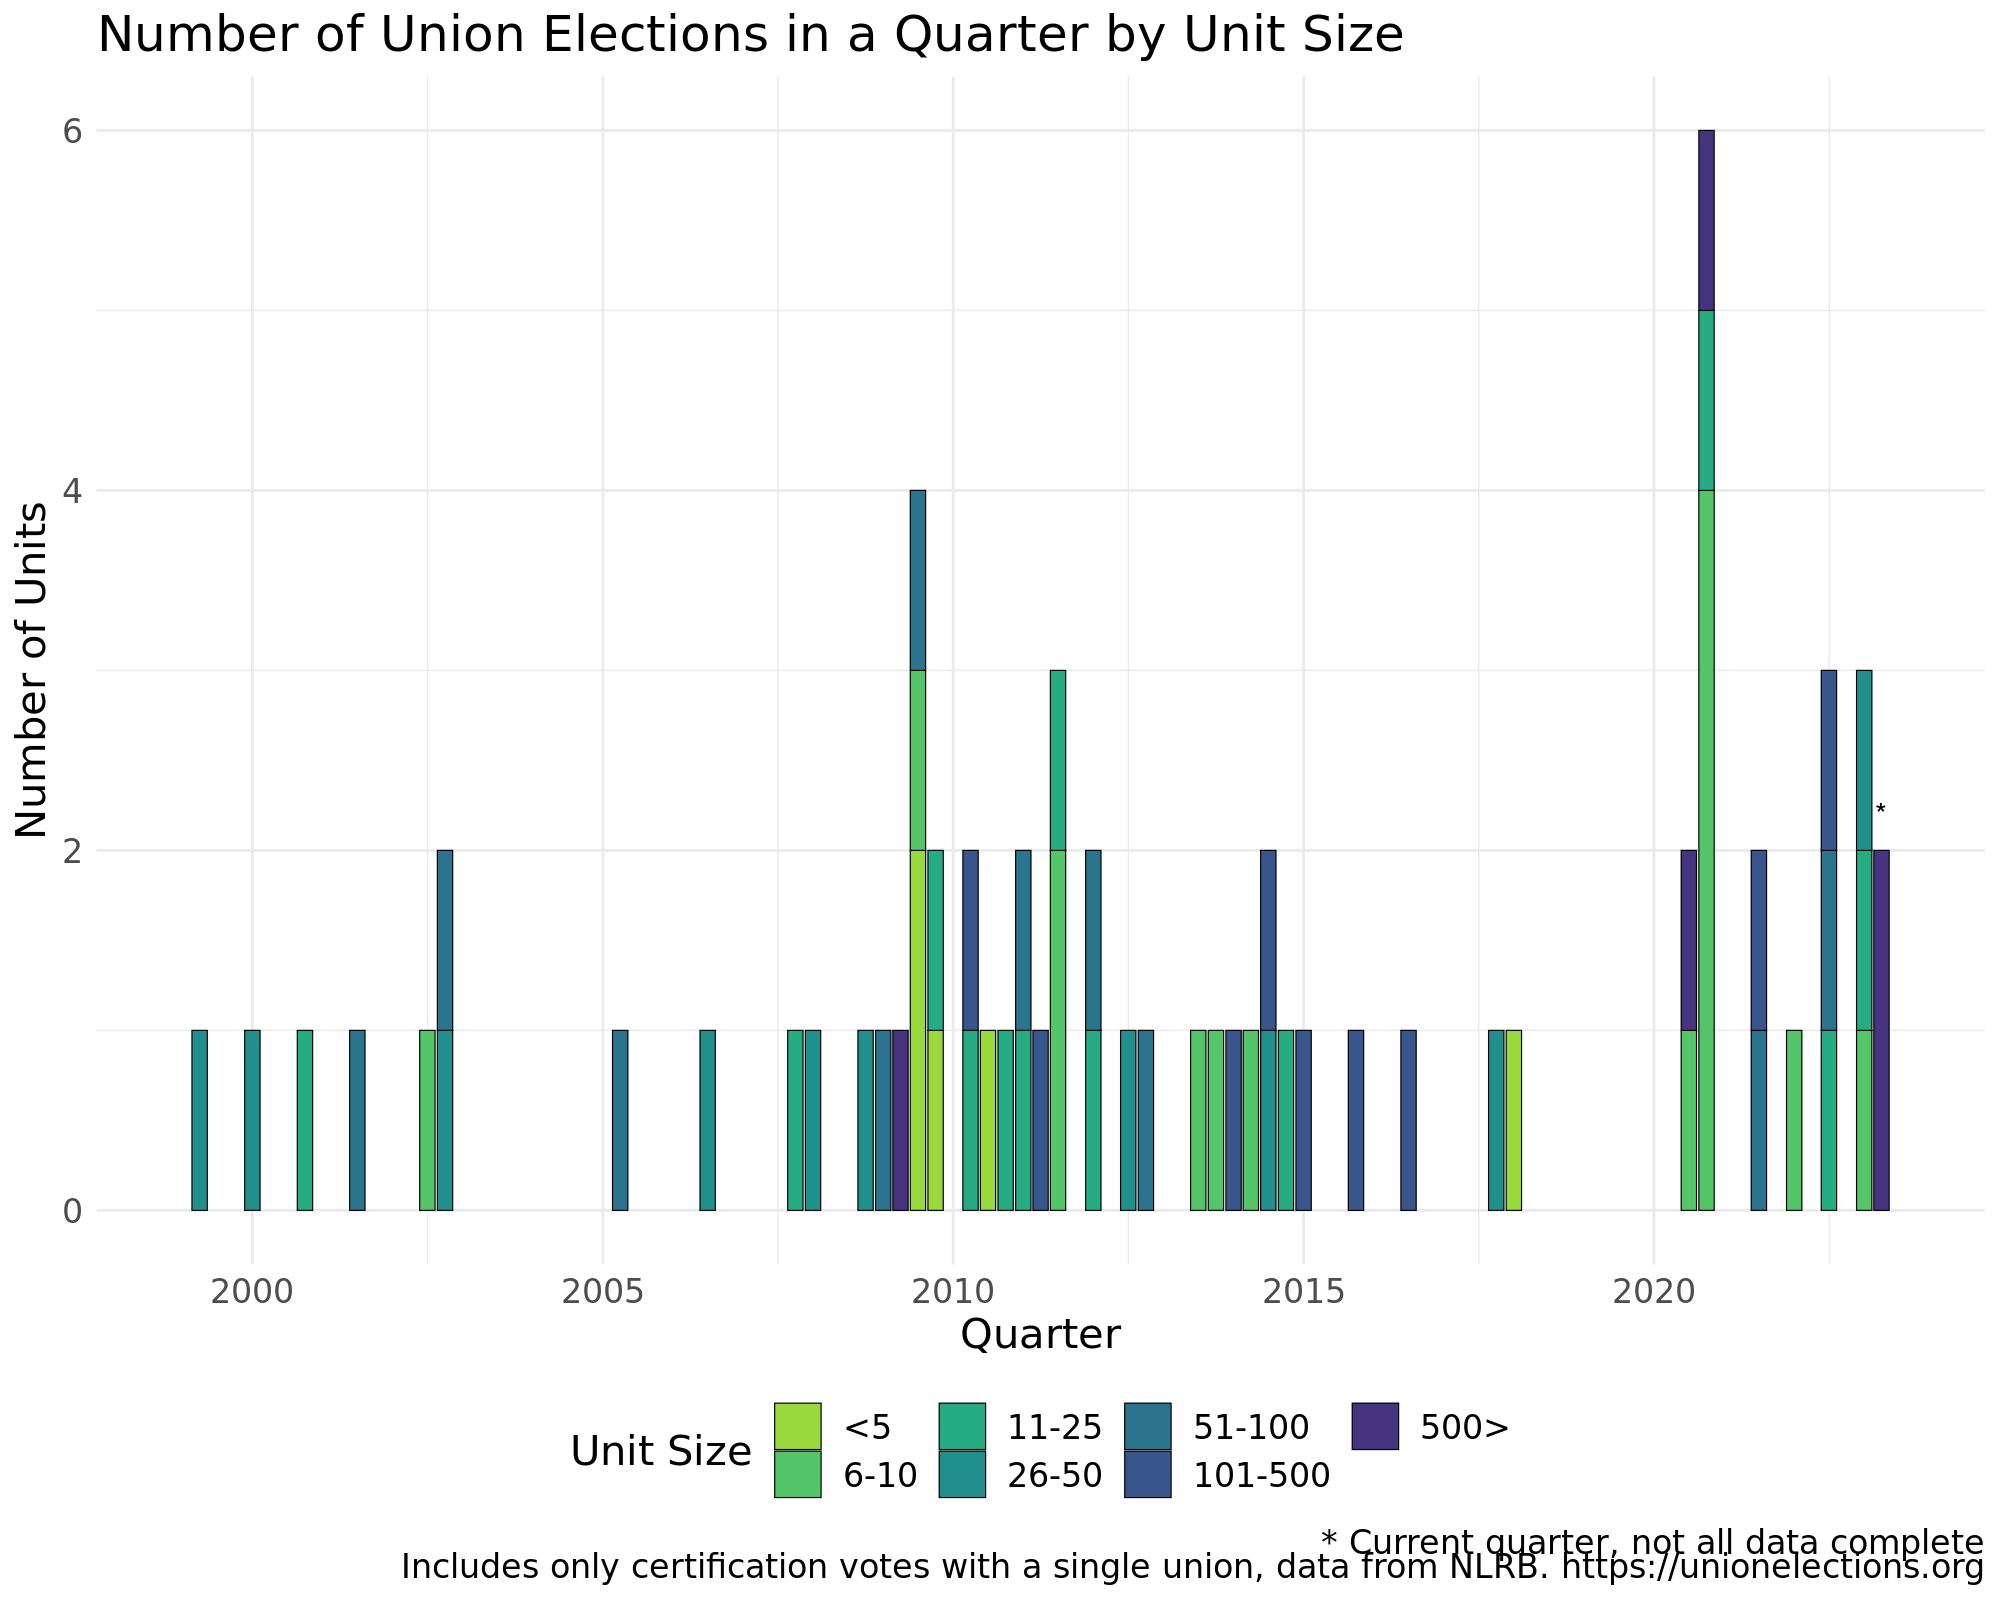 Number of Union Elections in a Quarter by Unit Size
Number of Units
6
4
2
0
*
2000 2005 2010 2015 2020
Quarter
Unit Size
<5 11-25 51-100 500>
6-10 26-50 101-500
* Current quarter, not all data complete
Includes only certification votes with a single union, data from NLRB. https://unionelections.org